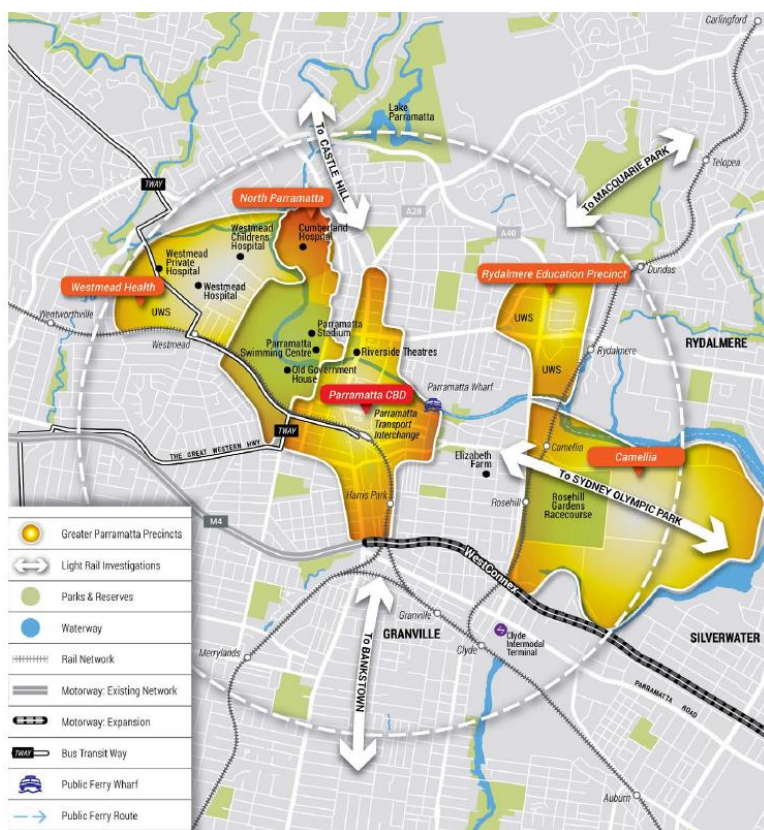 Carlingford
Lake
Parramatta
To CASTLE HILL
To MACQUARIE PARK
Telopea
TWAY
North Parramatta
A28
A40
Westmead
Childrens
Hospital
Cumberland
Hospital
Westmead
Private
Hospital
Westmead
Hospital
Dundas
Westmead Health
Rydalmere Education Precinct
UWS
UWS
Wentworthville
Westmead
Parramatta
Stadium
Parramatta
Swimming Centre
Riverside Theatres
Old Government
House
RYDALMERE
Rydalmere
UWS
Parramatta CBD
Parramatta Wharf
Parramatta
Transport
Interchange
TWAY
THE GREAT WESTERN HWY
Camellia
Camellia
Elizabeth
Farm
To SYDNEY OLYMPIC PARK
Harris Park
Rosehill
Rosehill
Gardens
Racecourse
M4
WestConnex
Granville
GRANVILLE
Clyde
Clyde
Intermodal
Terminal
SILVERWATER
Merrylands
To BANKSTOWN
PARRAMATTA ROAD
Auburn
Greater Parramatta Precincts
Light Rail Investigations
Parks & Reserves
Waterway
Rail Network
Motorway: Existing Network
Motorway: Expansion
TWAY
Bus Transit Way
Public Ferry Wharf
Public Ferry Route